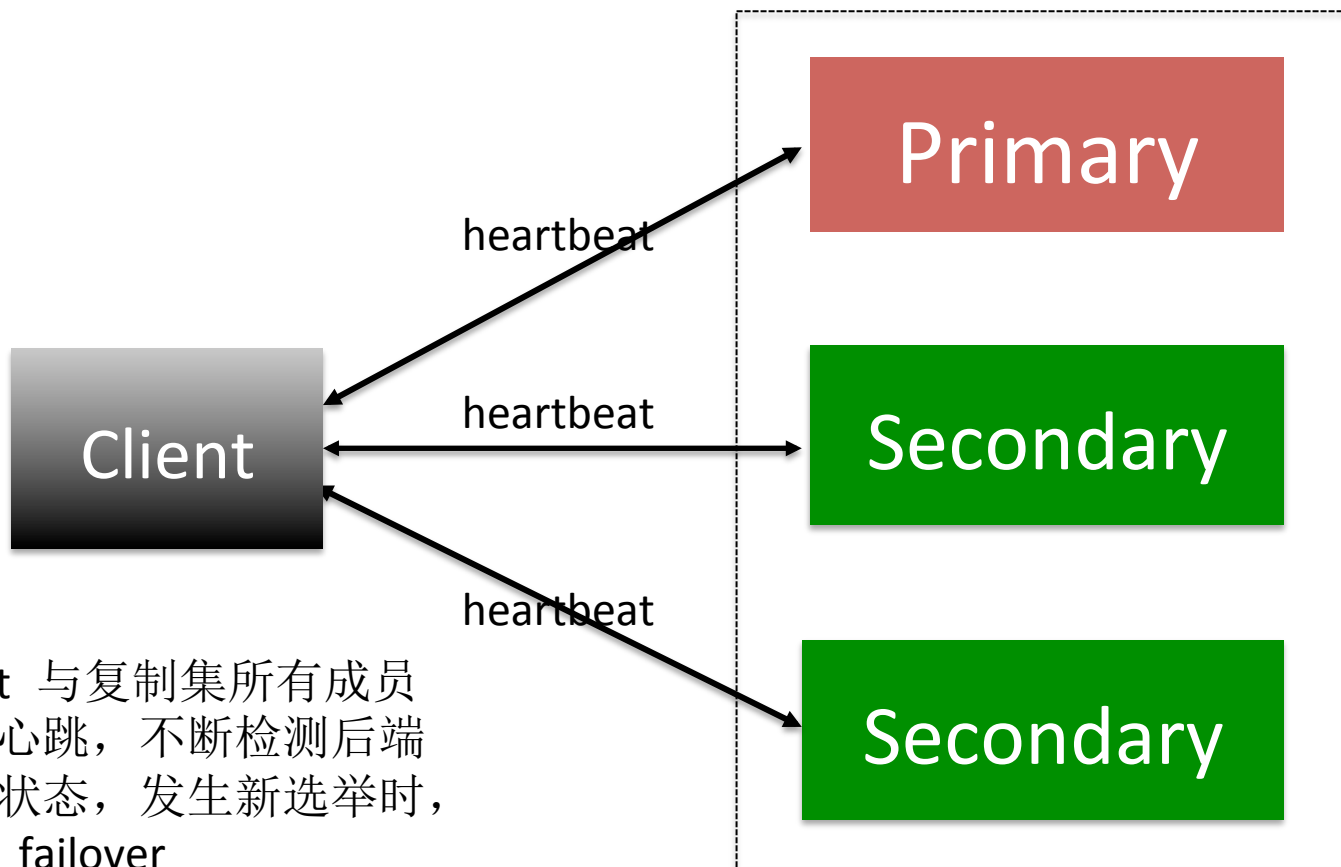 Primary
heartbeat
heartbeat
Client
Secondary
heartbeat
与复制集所有成员
心跳，不断检测后端
状态，发生新选举时，
failover
Secondary